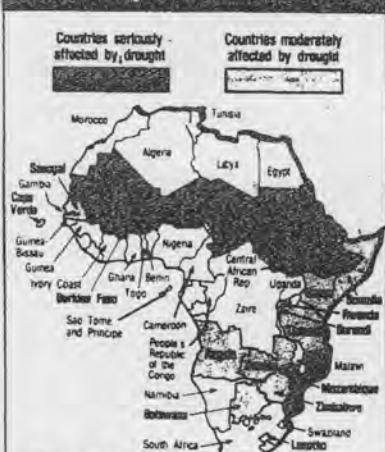 Countries seriously
affected by drought
Countries moderately
affected by drought
Morocco
Tunisia
Algeria
Libya
Egypt
Senegal
Gambia
Cape
Verde
Guinea-
Bissau
Guinea
Ivory Coast
Burkina Faso
Ghana
Togo
Benin
Nigeria
Sao Tome
and Principe
Cameroon
People's
Republic
of the
Congo
Central
African
Rep
Zaire
Uganda
Somalia
Rwanda
Burundi
Angola
Malawi
Mozambique
Zimbabwe
Namibia
Botswana
Swaziland
Lesotho
South Africa